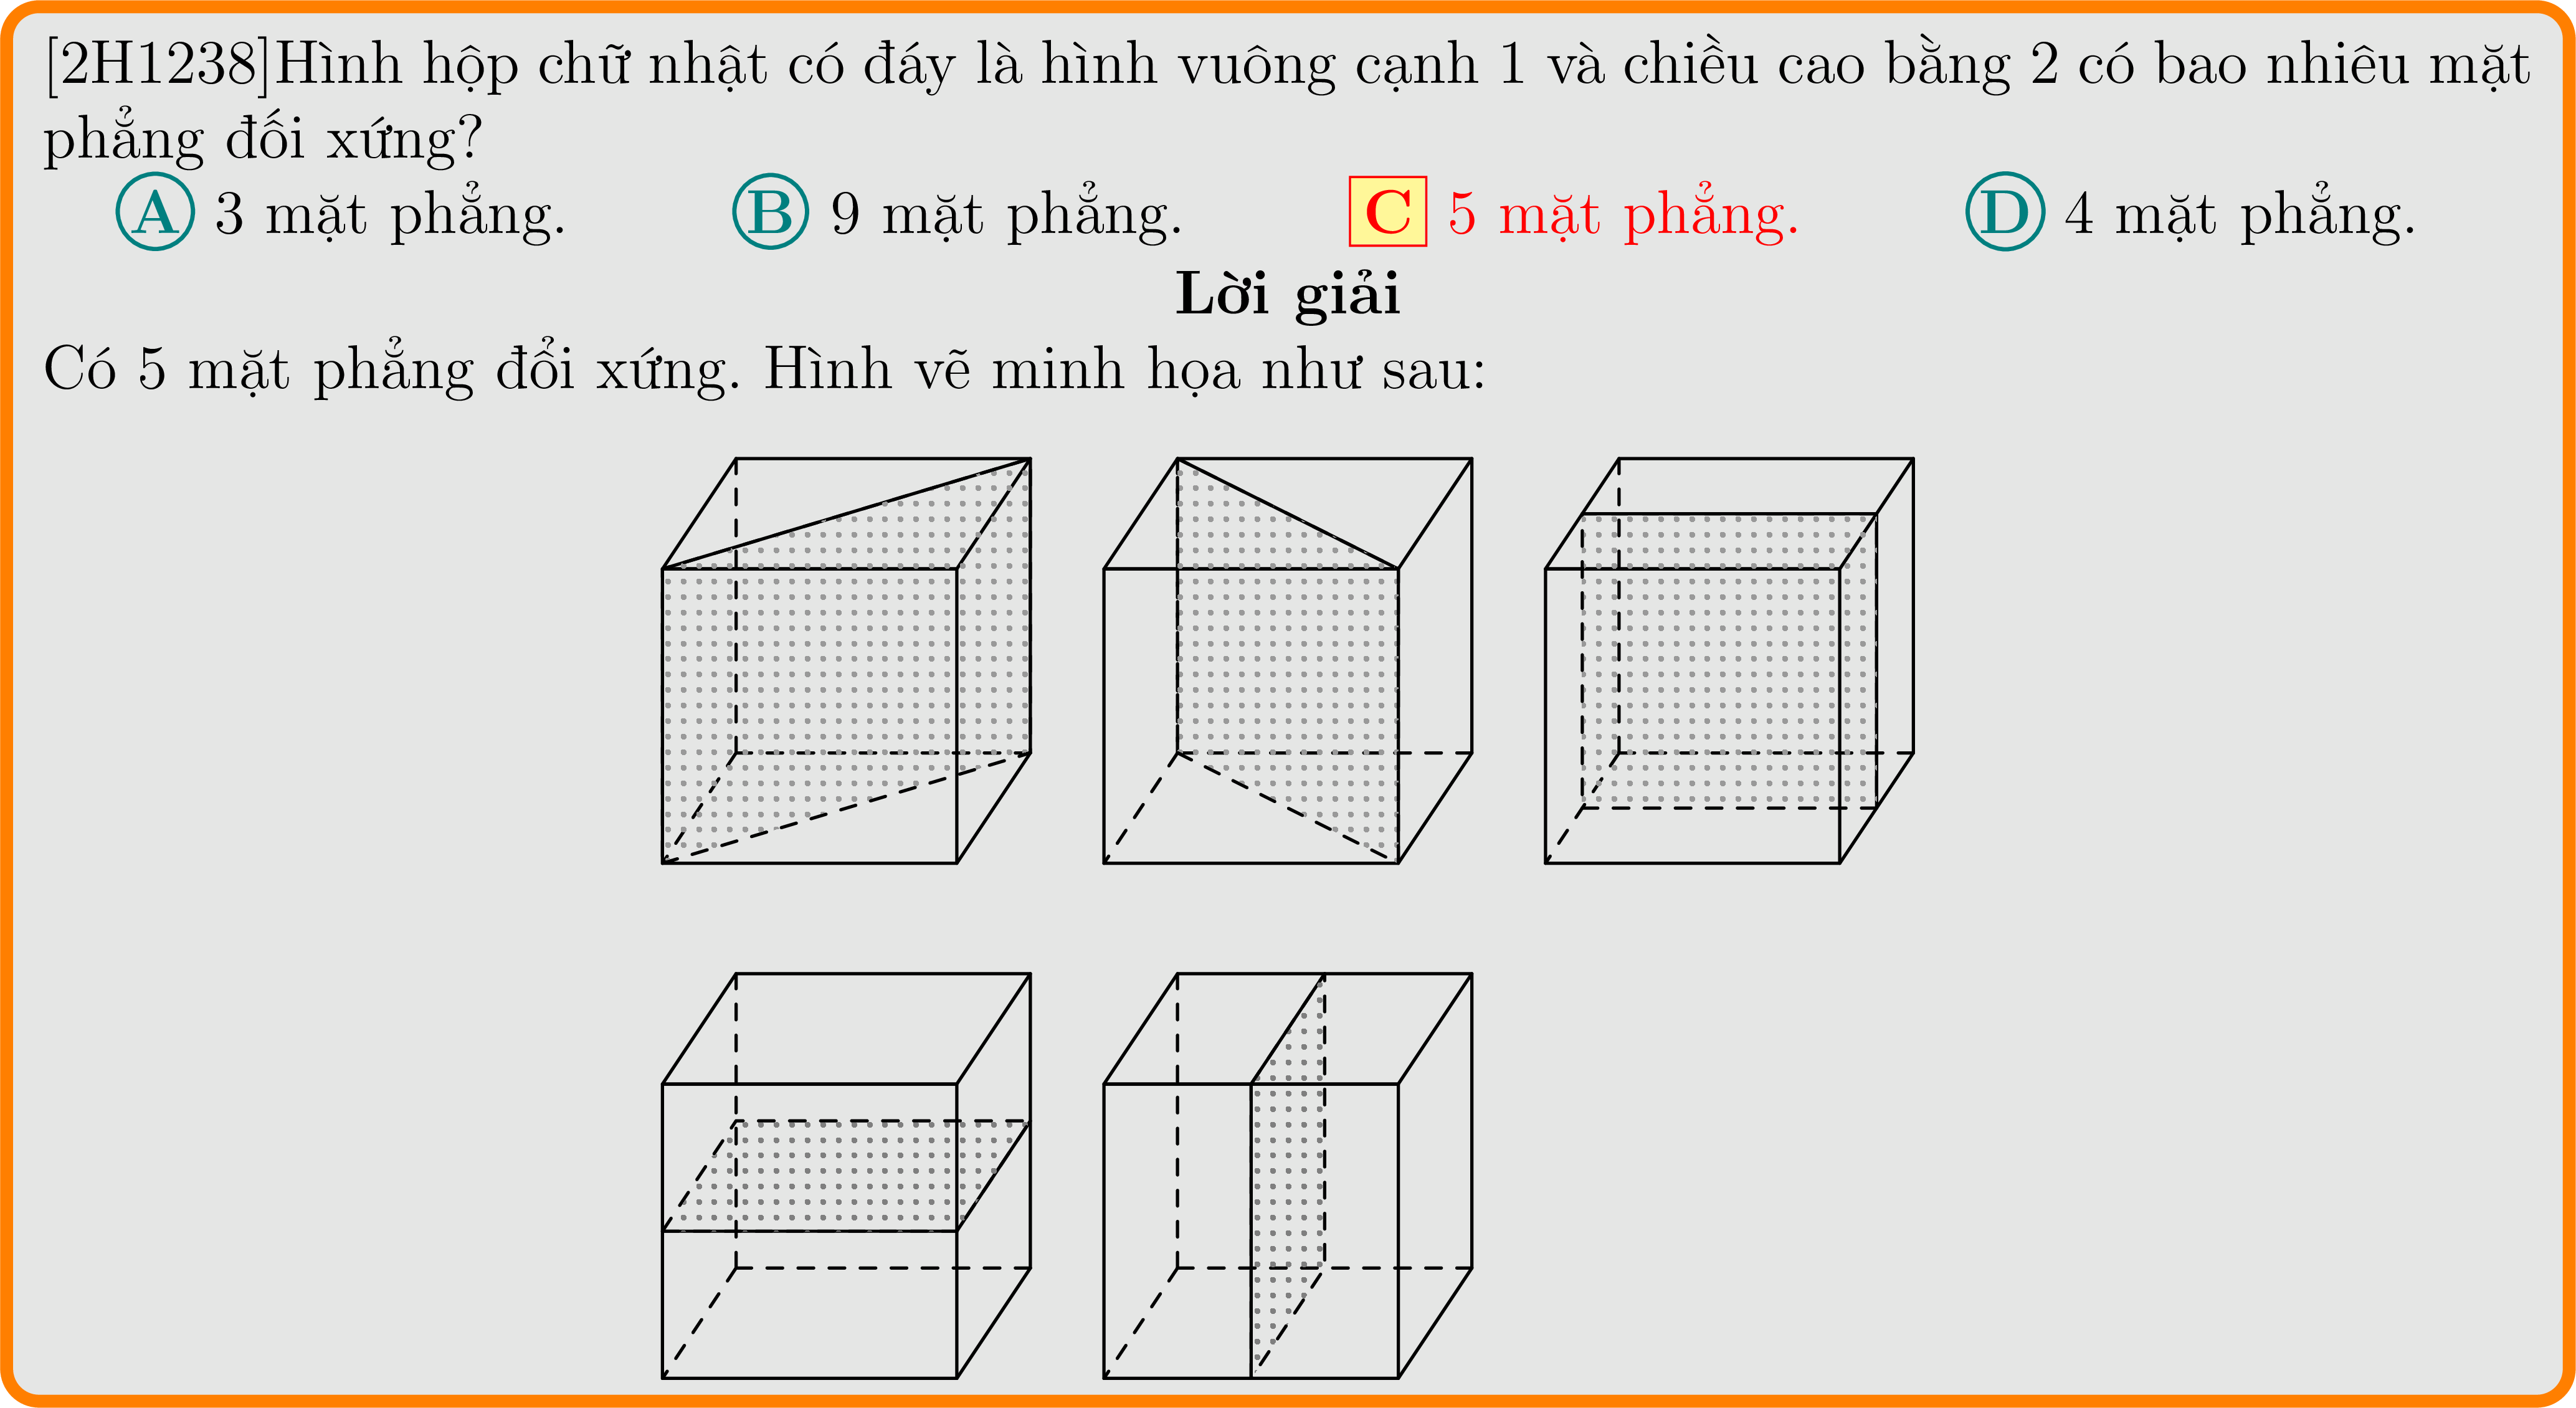 [2H1238]Hình hộp chữ nhật có đáy là hình vuông cạnh 1 và chiều cao bằng 2 có bao nhiêu mặt
phẳng đối xứng?
A 3 mặt phẳng. B 9 mặt phẳng. C 5 mặt phẳng. D 4 mặt phẳng.
Lời giải
Có 5 mặt phẳng đổi xứng. Hình vẽ minh họa như sau: